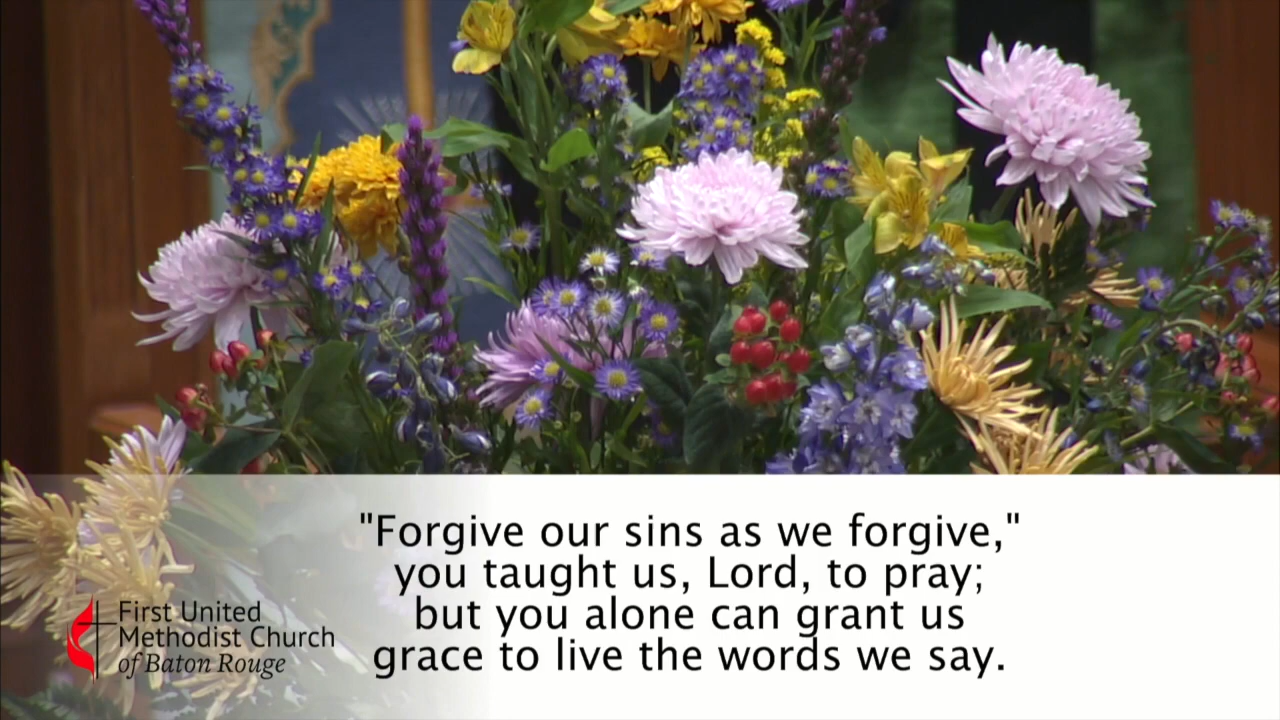 "Forgive our sins as we forgive,"
you taught us, Lord, to pray;
but you alone can grant us
grace to live the words we say.
First United
Methodist Church
of Baton Rouge